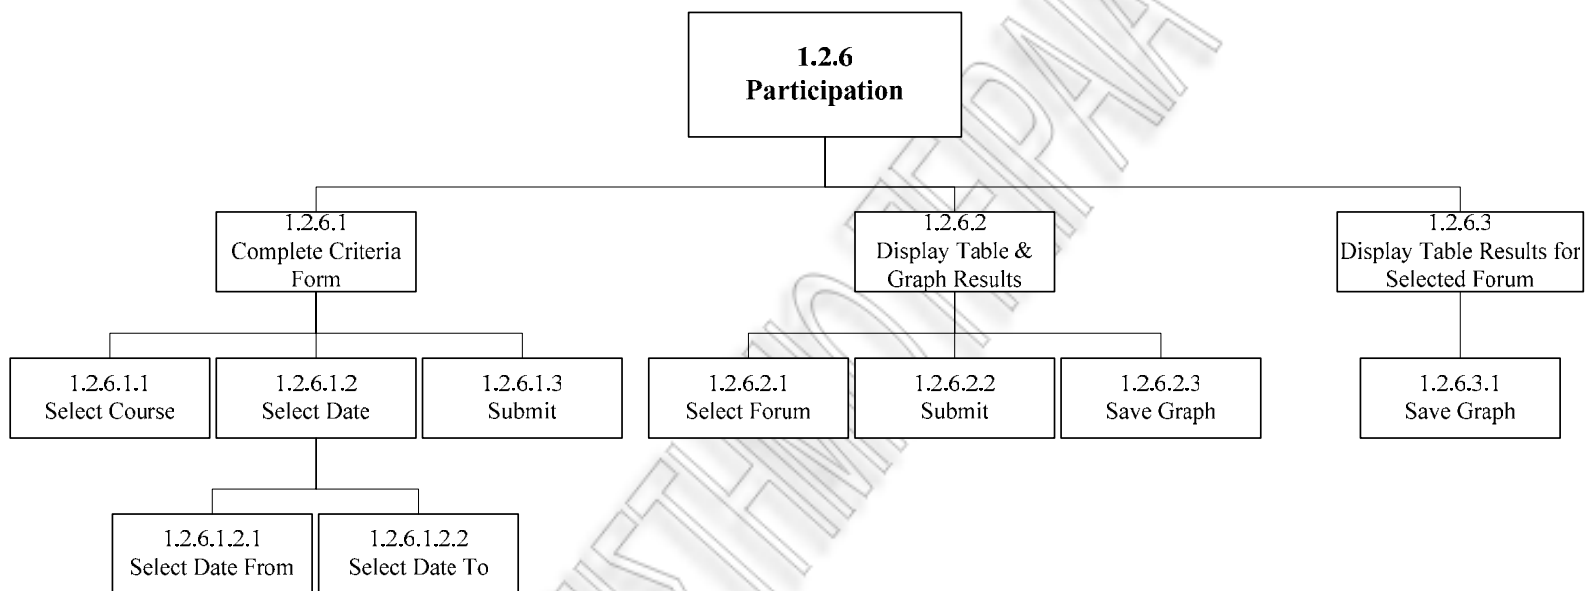 1.2.6
Participation
1.2.6.1
Complete Criteria
Form
1.2.6.2
Display Table &
Graph Results
1.2.6.3
Display Table Results for
Selected Forum
1.2.6.1.1
Select Course
1.2.6.1.2
Select Date
1.2.6.1.3
Submit
1.2.6.2.1
Select Forum
1.2.6.2.2
Submit
1.2.6.2.3
Save Graph
1.2.6.3.1
Save Graph
1.2.6.1.2.1
Select Date From
1.2.6.1.2.2
Select Date To